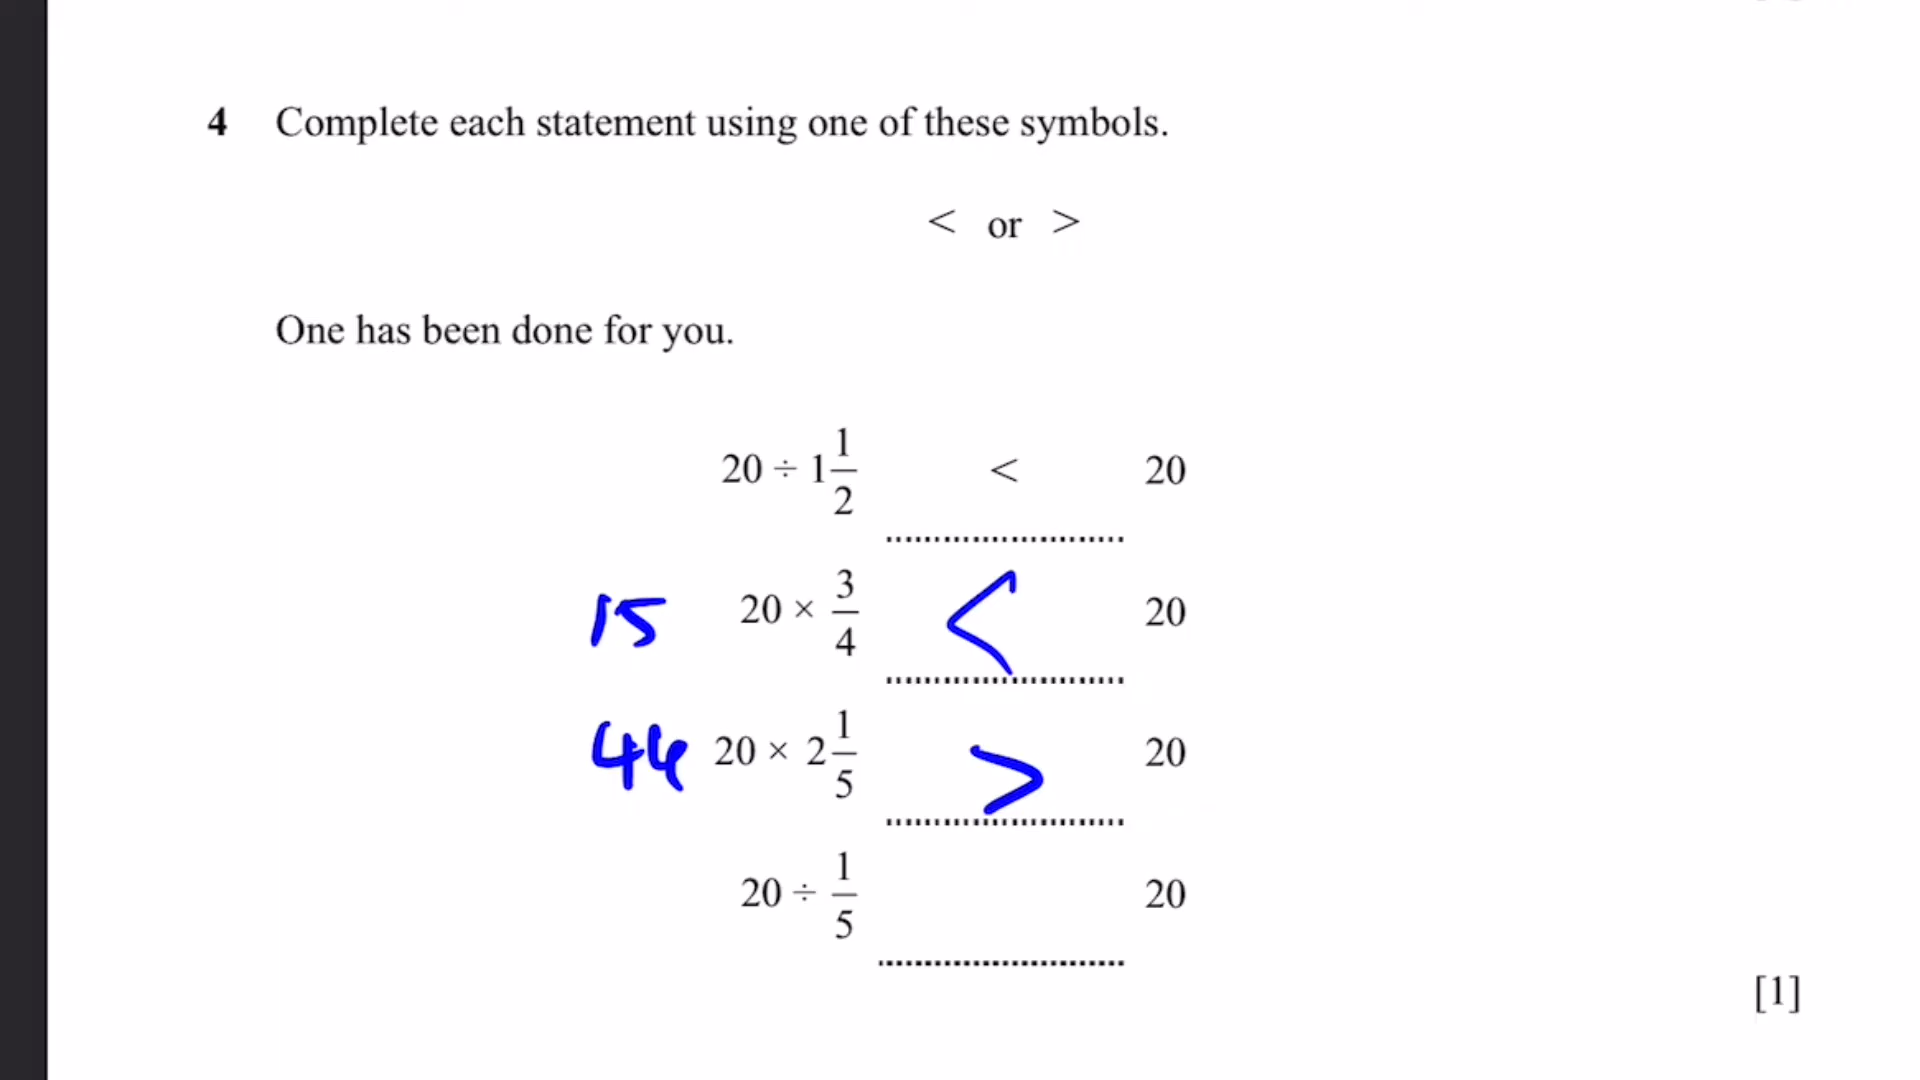 4 Complete each statement using one of these symbols.
< or >
One has been done for you.
20 ÷ 1 1/2 < 20
15 20 × 3/4 < 20
44 20 × 2 1/5 > 20
20 ÷ 1/5 20
[1]